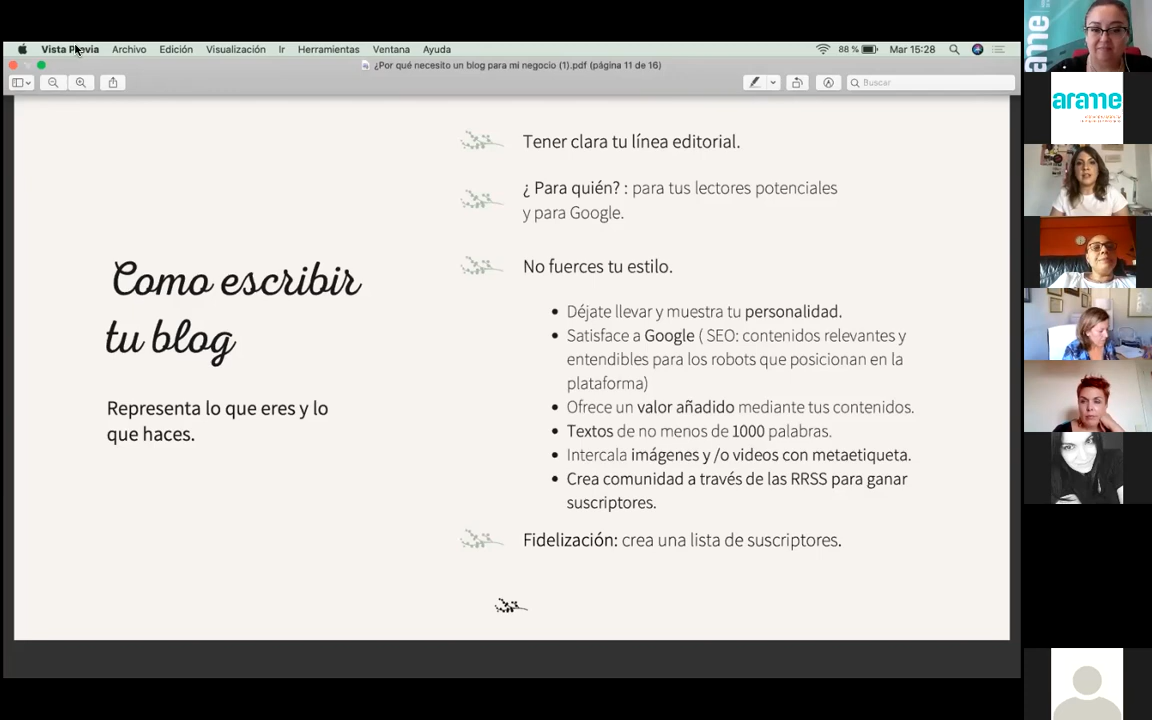 Vista Previa Archivo Edición Visualización Ir Herramientas Ventana Ayuda 88 % Mar 15:28
¿Por qué necesito un blog para mi negocio (1).pdf (página 11 de 16)
Buscar
Tener clara tu línea editorial.
¿ Para quién? : para tus lectores potenciales
y para Google.
No fuerces tu estilo.
Como escribir
tu blog
Representa lo que eres y lo
que haces.
• Déjate llevar y muestra tu personalidad.
• Satisface a Google ( SEO: contenidos relevantes y
entendibles para los robots que posicionan en la
plataforma)
• Ofrece un valor añadido mediante tus contenidos.
• Textos de no menos de 1000 palabras.
• Intercala imágenes y /o videos con metaetiqueta.
• Crea comunidad a través de las RRSS para ganar
suscriptores.
Fidelización: crea una lista de suscriptores.
arame
arame